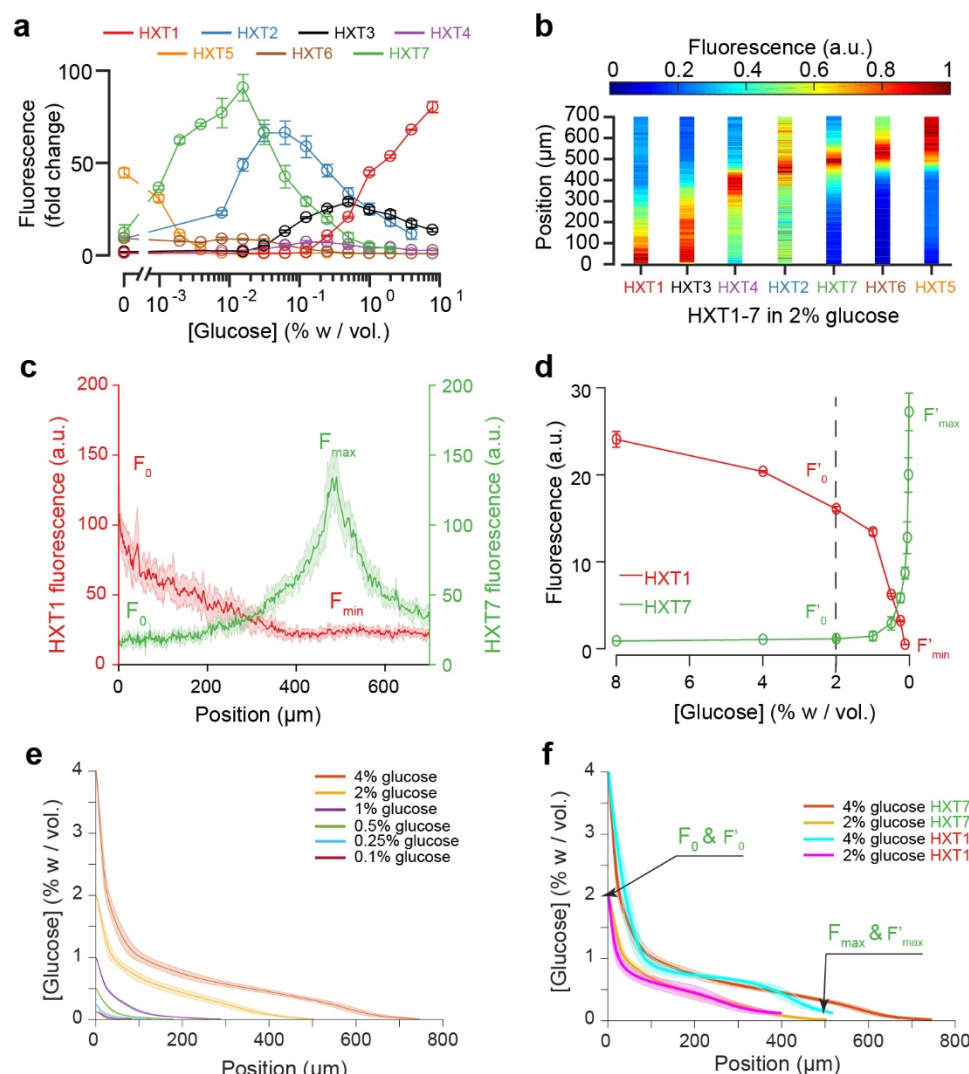 a
HXT1 HXT2 HXT3 HXT4
HXT5 HXT6 HXT7
100
50
0
Fluorescence
(fold change)
0 10⁻³ 10⁻² 10⁻¹ 10⁰ 10¹
[Glucose] (% w / vol.)
b
Fluorescence (a.u.)
0 0.2 0.4 0.6 0.8 1
700
600
500
400
300
200
100
0
Position (µm)
HXT1 HXT3 HXT4 HXT2 HXT7 HXT6 HXT5
HXT1-7 in 2% glucose
c
200 200
150 150
100 100
50 50
0 0
HXT1 fluorescence (a.u.)
HXT7 fluorescence (a.u.)
F₀
Fmax
F₀
Fmin
0 200 400 600
Position (µm)
d
30
20
10
0
Fluorescence (a.u.)
F'max
F'₀
HXT1
HXT7
F'₀
F'min
8 6 4 2 0
[Glucose] (% w / vol.)
e
4
3
2
1
0
[Glucose] (% w / vol.)
4% glucose
2% glucose
1% glucose
0.5% glucose
0.25% glucose
0.1% glucose
0 200 400 600 800
Position (µm)
f
4
3
2
1
0
[Glucose] (% w / vol.)
4% glucose HXT7
2% glucose HXT7
4% glucose HXT1
2% glucose HXT1
F₀ & F'₀
Fmax & F'max
0 200 400 600 800
Position (µm)